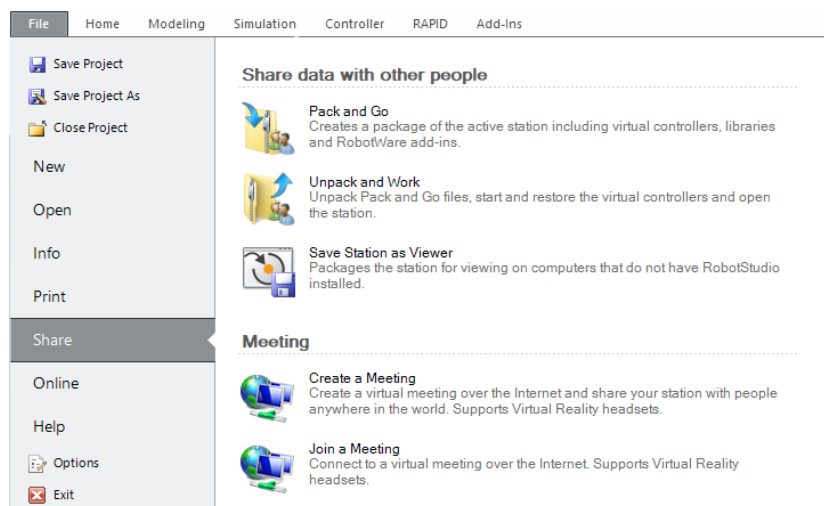 File Home Modeling Simulation Controller RAPID Add-Ins
Save Project
Save Project As
Close Project
New
Open
Info
Print
Share
Online
Help
Options
Exit
Share data with other people
Pack and Go
Creates a package of the active station including virtual controllers, libraries
and RobotWare add-ins.
Unpack and Work
Unpack Pack and Go files, start and restore the virtual controllers and open
the station.
Save Station as Viewer
Packages the station for viewing on computers that do not have RobotStudio
installed.
Meeting
Create a Meeting
Create a virtual meeting over the Internet and share your station with people
anywhere in the world. Supports Virtual Reality headsets.
Join a Meeting
Connect to a virtual meeting over the Internet. Supports Virtual Reality
headsets.